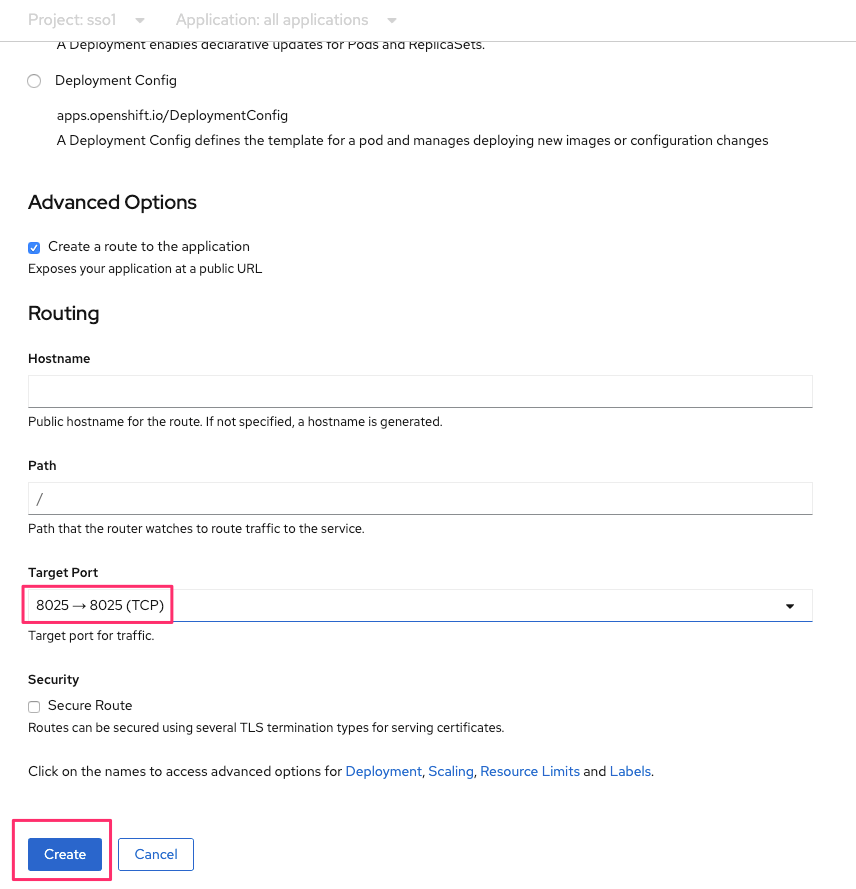 Project: sso1 Application: all applications
A Deployment enables declarative updates for Pods and ReplicaSets.
Deployment Config
apps.openshift.io/DeploymentConfig
A Deployment Config defines the template for a pod and manages deploying new images or configuration changes
Advanced Options
Create a route to the application
Exposes your application at a public URL
Routing
Hostname
Public hostname for the route. If not specified, a hostname is generated.
Path
/
Path that the router watches to route traffic to the service.
Target Port
8025 → 8025 (TCP)
Target port for traffic.
Security
Secure Route
Routes can be secured using several TLS termination types for serving certificates.
Click on the names to access advanced options for Deployment, Scaling, Resource Limits and Labels.
Create Cancel